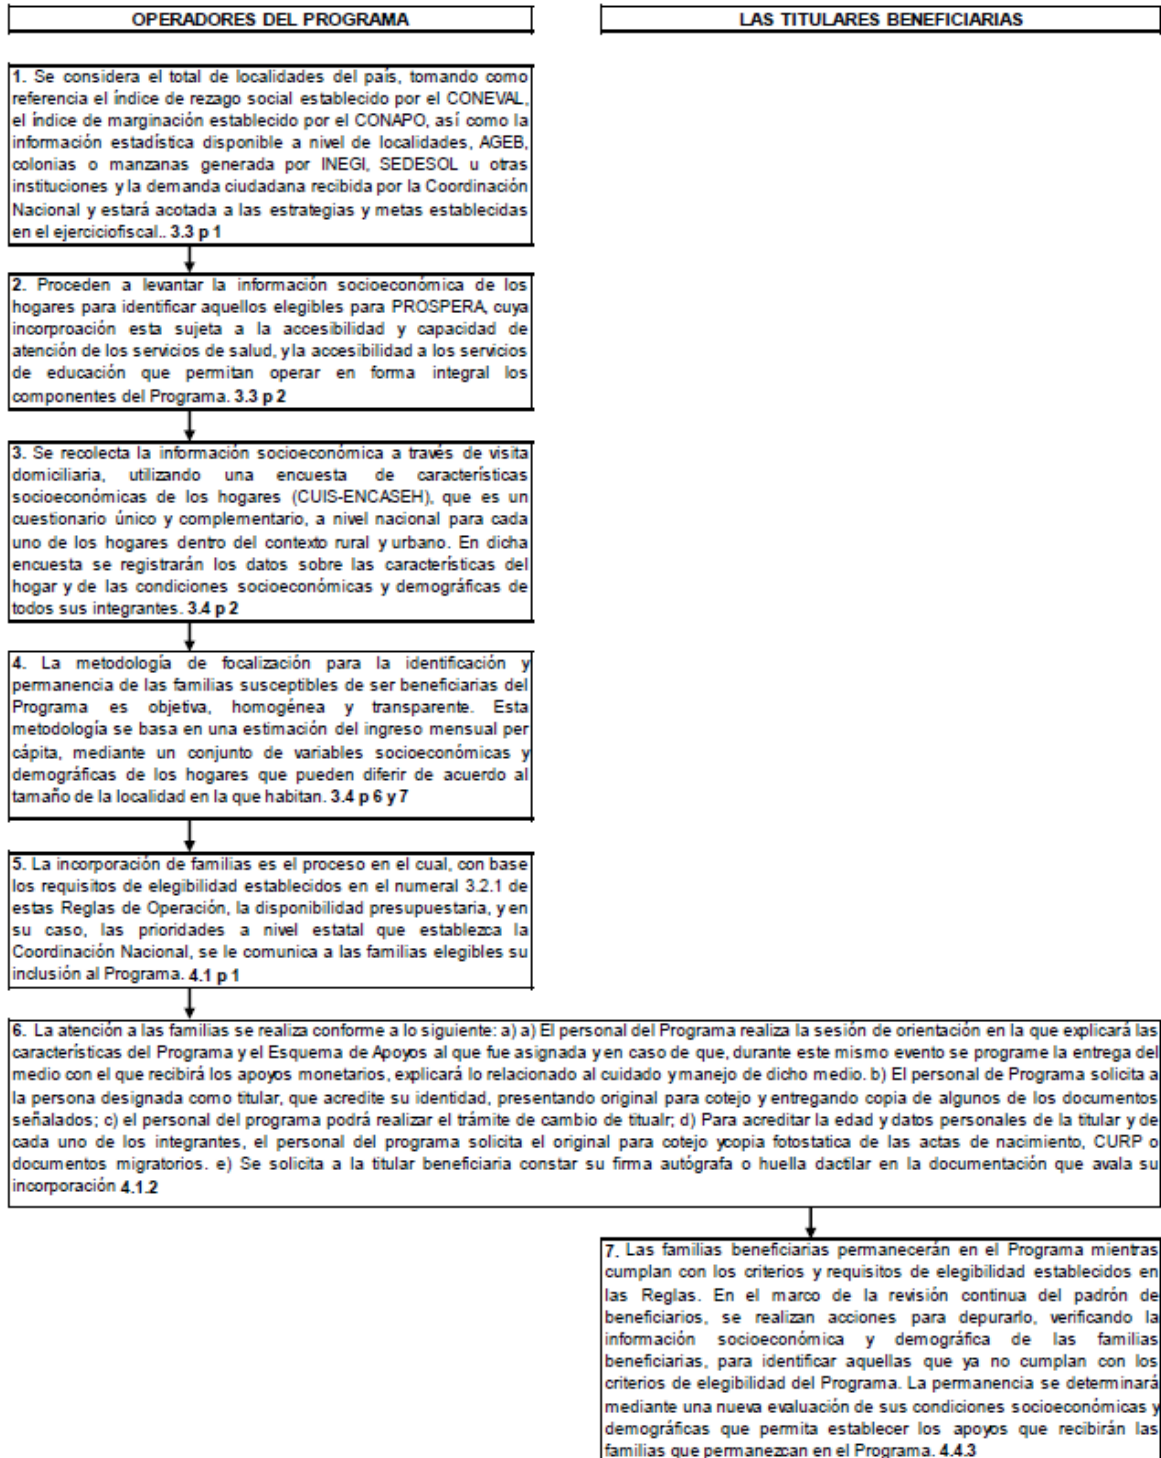 OPERADORES DEL PROGRAMA
LAS TITULARES BENEFICIARIAS
1. Se considera el total de localidades del país, tomando como
referencia el índice de rezago social establecido por el CONEVAL,
el índice de marginación establecido por el CONAPO, así como la
información estadística disponible a nivel de localidades, AGEB,
colonias o manzanas generada por INEGI, SEDESOL u otras
instituciones y la demanda ciudadana recibida por la Coordinación
Nacional y estará acotada a las estrategias y metas establecidas
en el ejerciciofiscal.. 3.3 p 1
2. Proceden a levantar la información socioeconómica de los
hogares para identificar aquellos elegibles para PROSPERA, cuya
incorproación esta sujeta a la accesibilidad y capacidad de
atención de los servicios de salud, y la accesibilidad a los servicios
de educación que permitan operar en forma integral los
componentes del Programa. 3.3 p 2
3. Se recolecta la información socioeconómica a través de visita
domiciliaria, utilizando una encuesta de características
socioeconómicas de los hogares (CUIS-ENCASEH), que es un
cuestionario único y complementario, a nivel nacional para cada
uno de los hogares dentro del contexto rural y urbano. En dicha
encuesta se registrarán los datos sobre las características del
hogar y de las condiciones socioeconómicas y demográficas de
todos sus integrantes. 3.4 p 2
4. La metodología de focalización para la identificación y
permanencia de las familias susceptibles de ser beneficiarias del
Programa es objetiva, homogénea y transparente. Esta
metodología se basa en una estimación del ingreso mensual per
cápita, mediante un conjunto de variables socioeconómicas y
demográficas de los hogares que pueden diferir de acuerdo al
tamaño de la localidad en la que habitan. 3.4 p 6 y 7
5. La incorporación de familias es el proceso en el cual, con base
los requisitos de elegibilidad establecidos en el numeral 3.2.1 de
estas Reglas de Operación, la disponibilidad presupuestaria, y en
su caso, las prioridades a nivel estatal que establezca la
Coordinación Nacional, se le comunica a las familias elegibles su
inclusión al Programa. 4.1 p 1
6. La atención a las familias se realiza conforme a lo siguiente: a) a) El personal del Programa realiza la sesión de orientación en la que explicará las
características del Programa y el Esquema de Apoyos al que fue asignada y en caso de que, durante este mismo evento se programe la entrega del
medio con el que recibirá los apoyos monetarios, explicará lo relacionado al cuidado y manejo de dicho medio. b) El personal de Programa solicita a
la persona designada como titular, que acredite su identidad, presentando original para cotejo y entregando copia de algunos de los documentos
señalados; c) el personal del programa podrá realizar el trámite de cambio de titualr; d) Para acreditar la edad y datos personales de la titular y de
cada uno de los integrantes, el personal del programa solicita el original para cotejo ycopia fotostatica de las actas de nacimiento, CURP o
documentos migratorios. e) Se solicita a la titular beneficiaria constar su firma autógrafa o huella dactilar en la documentación que avala su
incorporación 4.1.2
7. Las familias beneficiarias permanecerán en el Programa mientras
cumplan con los criterios y requisitos de elegibilidad establecidos en
las Reglas. En el marco de la revisión continua del padrón de
beneficiarios, se realizan acciones para depurarlo, verificando la
información socioeconómica y demográfica de las familias
beneficiarias, para identificar aquellas que ya no cumplan con los
criterios de elegibilidad del Programa. La permanencia se determinará
mediante una nueva evaluación de sus condiciones socioeconómicas y
demográficas que permita establecer los apoyos que recibirán las
familias que permanezcan en el Programa. 4.4.3